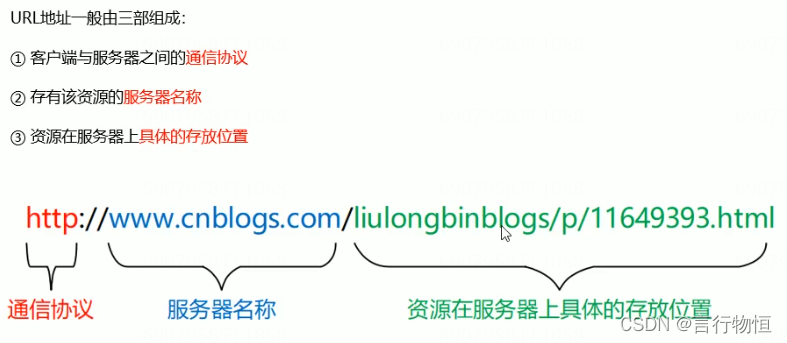 URL地址一般由三部组成：
① 客户端与服务器之间的通信协议
② 存有该资源的服务器名称
③ 资源在服务器上具体的存放位置
http://www.cnblogs.com/liulongbinblogs/p/11649393.html
通信协议 服务器名称 资源在服务器上具体的存放位置
CSDN @言行物恒